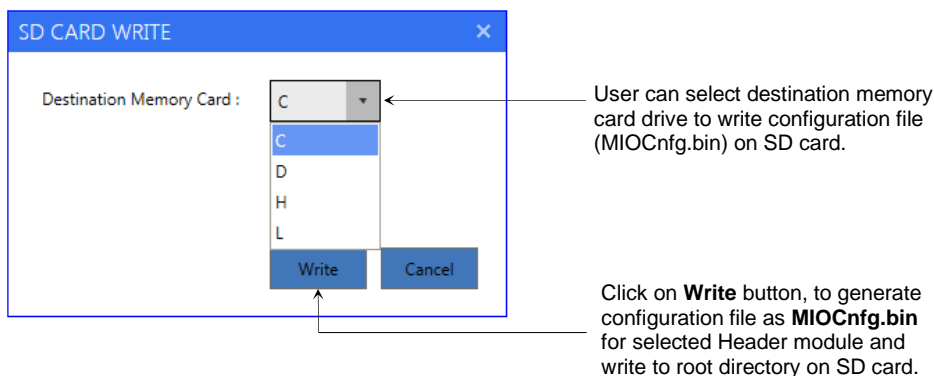 SD CARD WRITE ×
Destination Memory Card :
C
C
D
H
L
Write Cancel
User can select destination memory
card drive to write configuration file
(MIOCnfg.bin) on SD card.
Click on Write button, to generate
configuration file as MIOCnfg.bin
for selected Header module and
write to root directory on SD card.